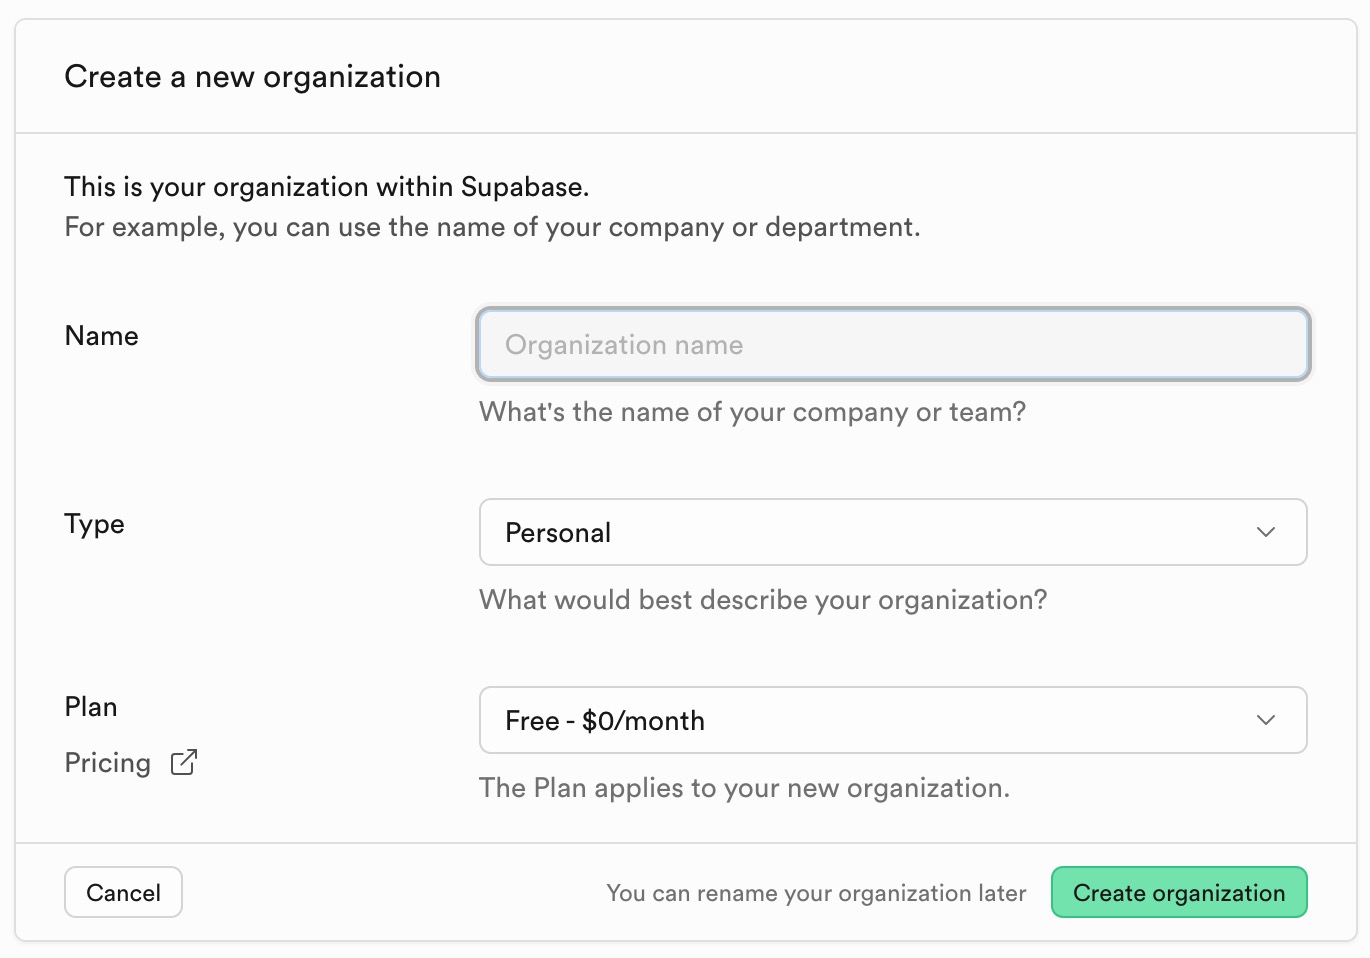 Create a new organization
This is your organization within Supabase.
For example, you can use the name of your company or department.
Name
Organization name
What's the name of your company or team?
Type
Personal
What would best describe your organization?
Plan
Pricing
Free - $0/month
The Plan applies to your new organization.
Cancel
You can rename your organization later
Create organization